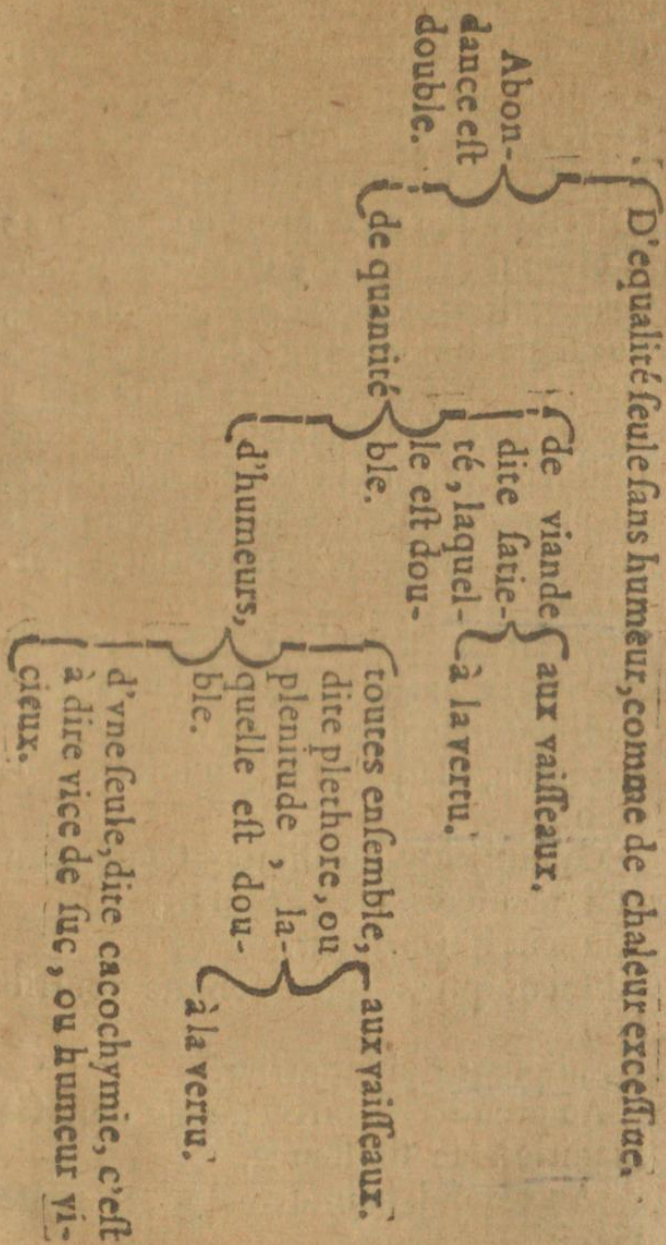 Abon-
dance eſt
double.
D'equalité ſeule ſans humeur, comme de chaleur exceſſiue.
de quantité
ble.
de viande
dite ſatie-
té, laquel-
le eſt dou-
aux vaiſſeaux.
à la vertu.
d'humeurs,
toutes enſemble,
dite plethore, ou
plenitude, la-
quelle eſt dou-
ble.
aux vaiſſeaux.
à la vertu.
d'vne ſeule, dite cacochymie, c'eſt
à dire vice de ſuc, ou humeur vi-
cieux.